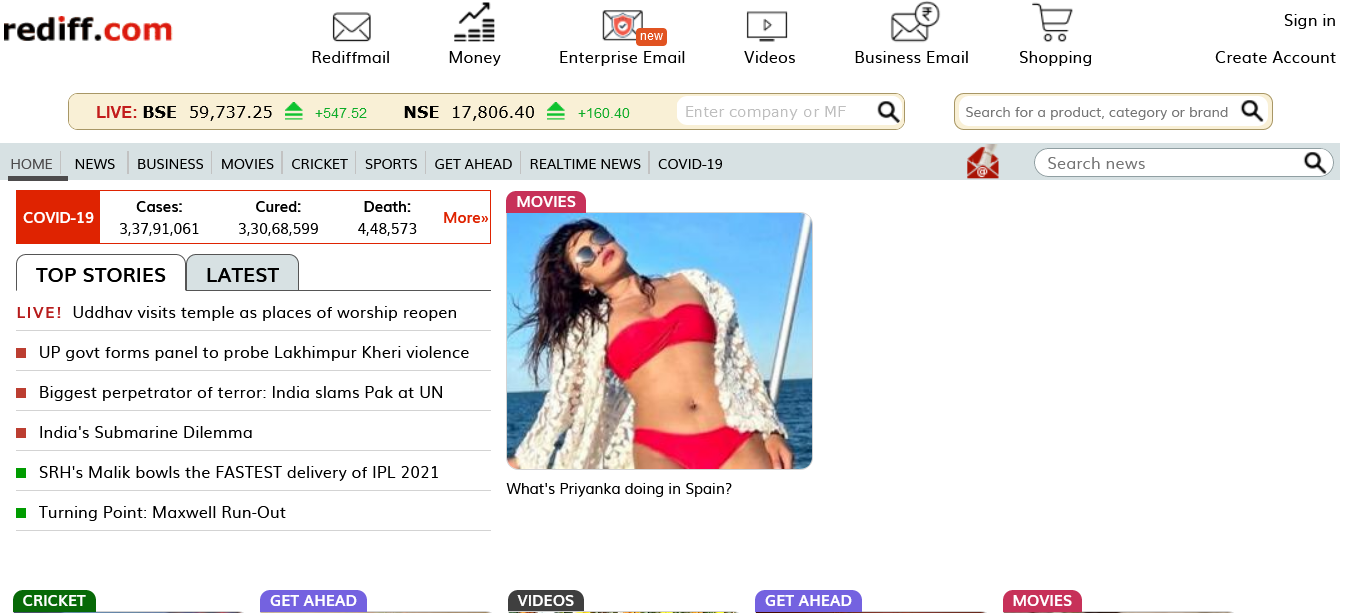 rediff.com
Rediffmail
Money
new
Enterprise Email
Videos
₹
Business Email
Shopping
Sign in
Create Account
LIVE: BSE 59,737.25 +547.52 NSE 17,806.40 +160.40
Enter company or MF
Search for a product, category or brand
HOME NEWS BUSINESS MOVIES CRICKET SPORTS GET AHEAD REALTIME NEWS COVID-19
@
Search news
COVID-19
Cases:
3,37,91,061
Cured:
3,30,68,599
Death:
4,48,573
More»
TOP STORIES
LATEST
LIVE! Uddhav visits temple as places of worship reopen
UP govt forms panel to probe Lakhimpur Kheri violence
Biggest perpetrator of terror: India slams Pak at UN
India's Submarine Dilemma
SRH's Malik bowls the FASTEST delivery of IPL 2021
Turning Point: Maxwell Run-Out
MOVIES
What's Priyanka doing in Spain?
CRICKET
GET AHEAD
VIDEOS
GET AHEAD
MOVIES